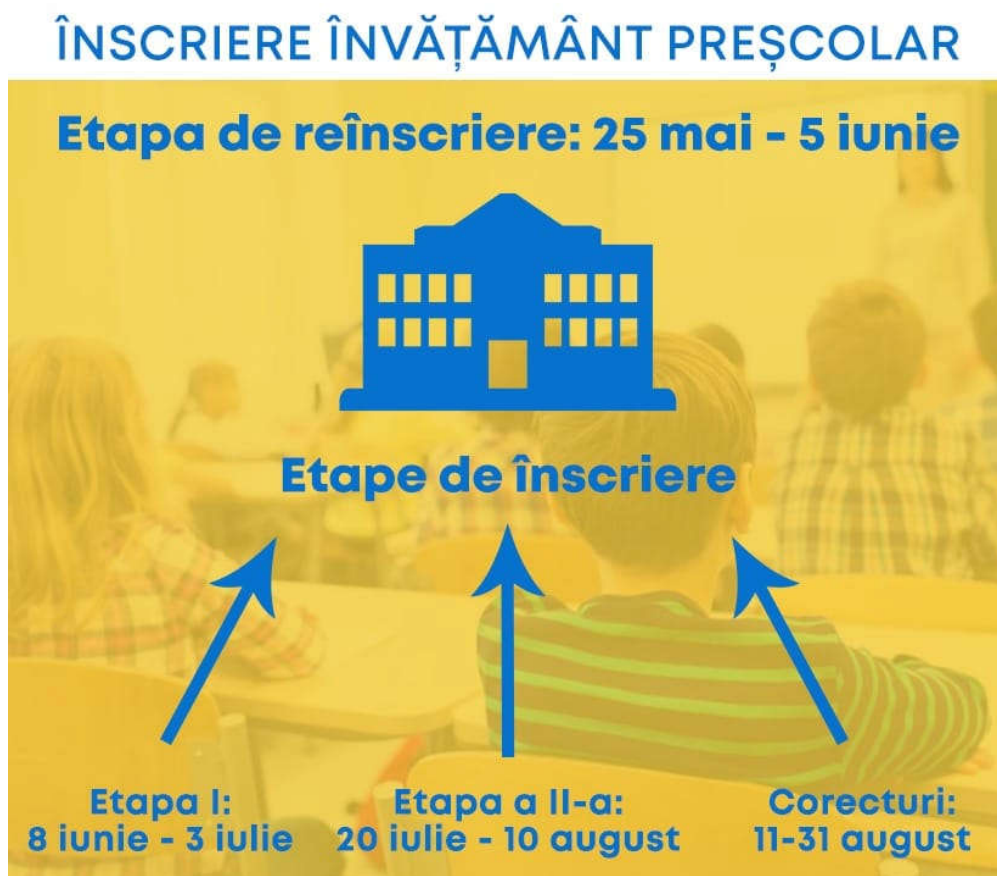 ÎNSCRIERE ÎNVĂȚĂMÂNT PREȘCOLAR
Etapa de reînscriere: 25 mai - 5 iunie
Etape de înscriere
Etapa I:
8 iunie - 3 iulie
Etapa a II-a:
20 iulie - 10 august
Corecturi:
11-31 august